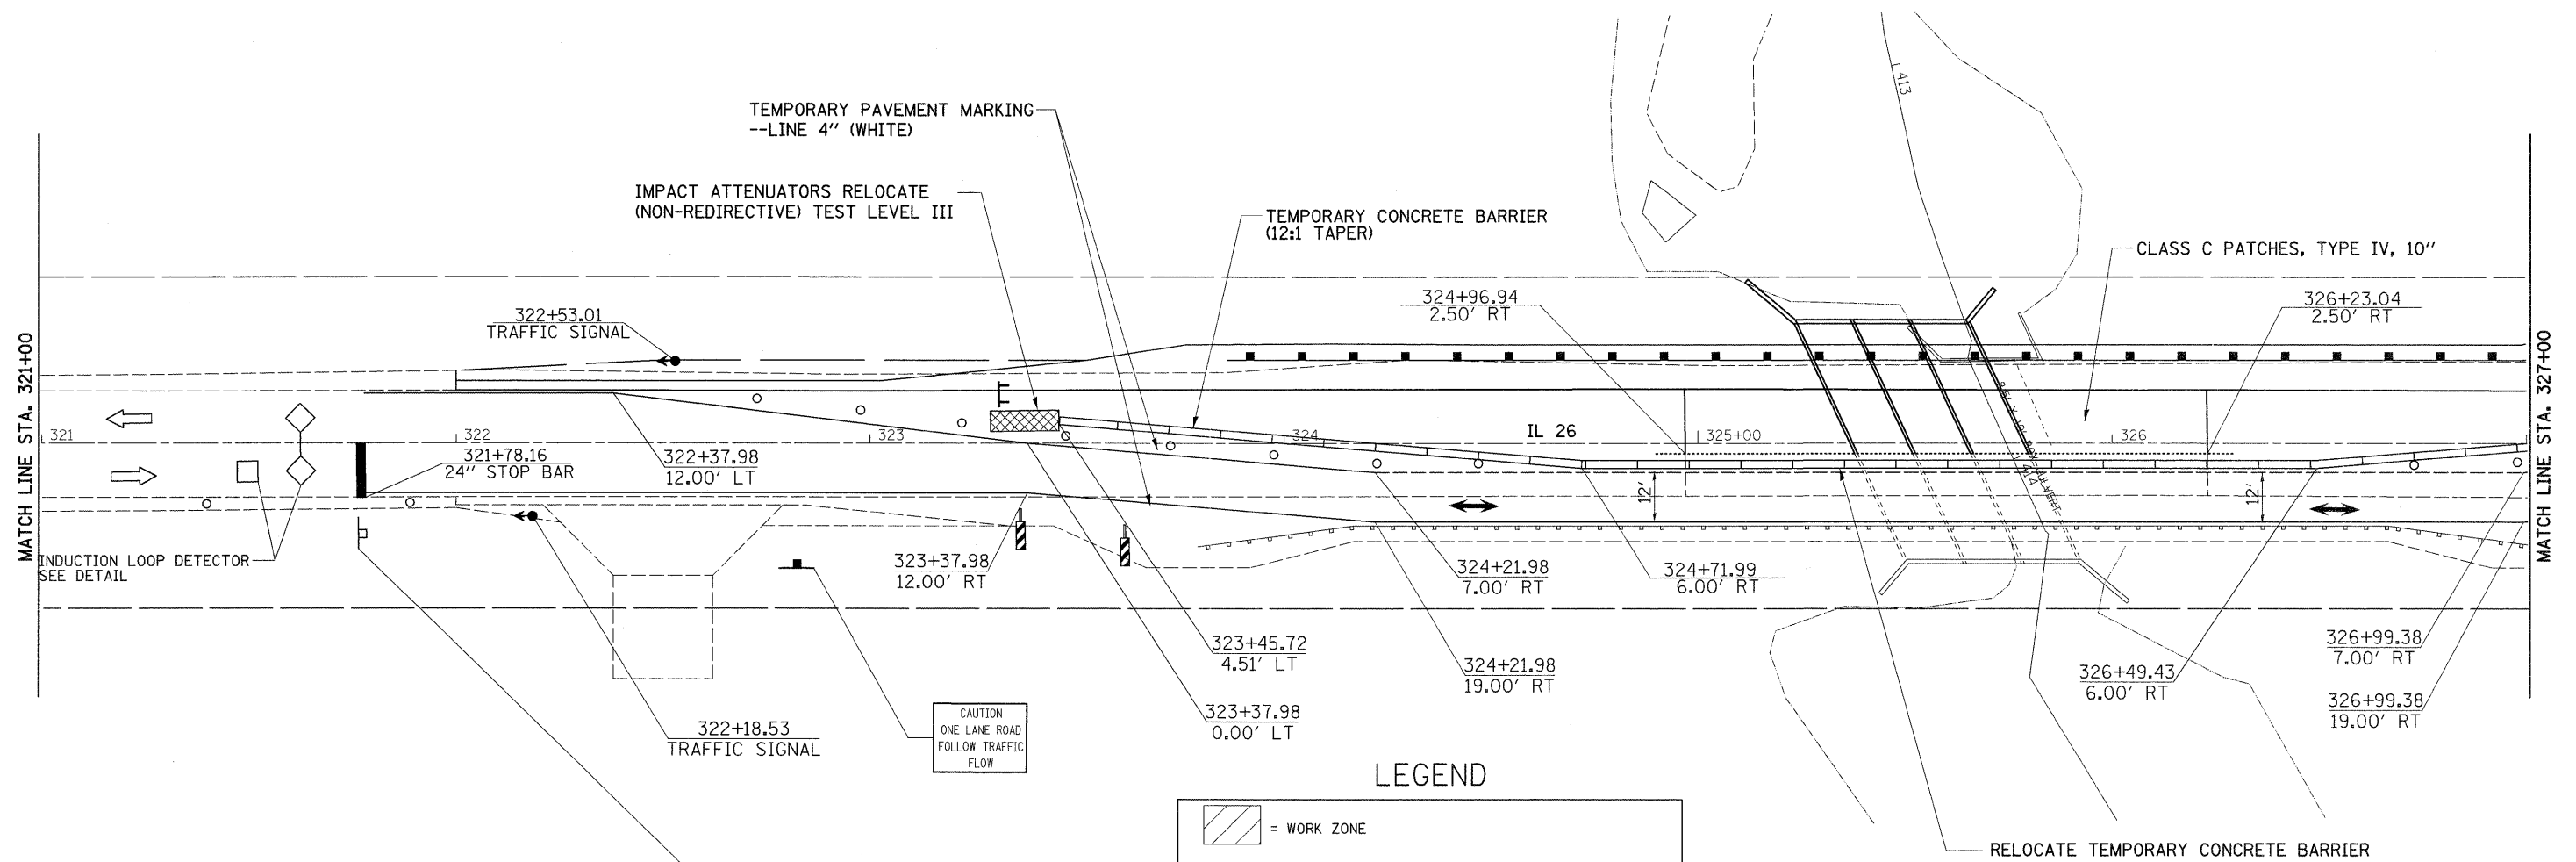 413
TEMPORARY PAVEMENT MARKING
--LINE 4" (WHITE)
IMPACT ATTENUATORS RELOCATE
(NON-REDIRECTIVE) TEST LEVEL III
TEMPORARY CONCRETE BARRIER
(12:1 TAPER)
CLASS C PATCHES, TYPE IV, 10"
324+96.94
2.50' RT
326+23.04
2.50' RT
322+53.01
TRAFFIC SIGNAL
MATCH LINE STA. 321+00
MATCH LINE STA. 327+00
321
322
323
324
IL 26
325+00
326
321+78.16
24" STOP BAR
322+37.98
12.00' LT
12'
12'
414
INDUCTION LOOP DETECTOR
SEE DETAIL
323+37.98
12.00' RT
324+21.98
7.00' RT
324+71.99
6.00' RT
323+45.72
4.51' LT
324+21.98
19.00' RT
326+49.43
6.00' RT
326+99.38
7.00' RT
326+99.38
19.00' RT
323+37.98
0.00' LT
322+18.53
TRAFFIC SIGNAL
CAUTION
ONE LANE ROAD
FOLLOW TRAFFIC
FLOW
LEGEND
= WORK ZONE
RELOCATE TEMPORARY CONCRETE BARRIER